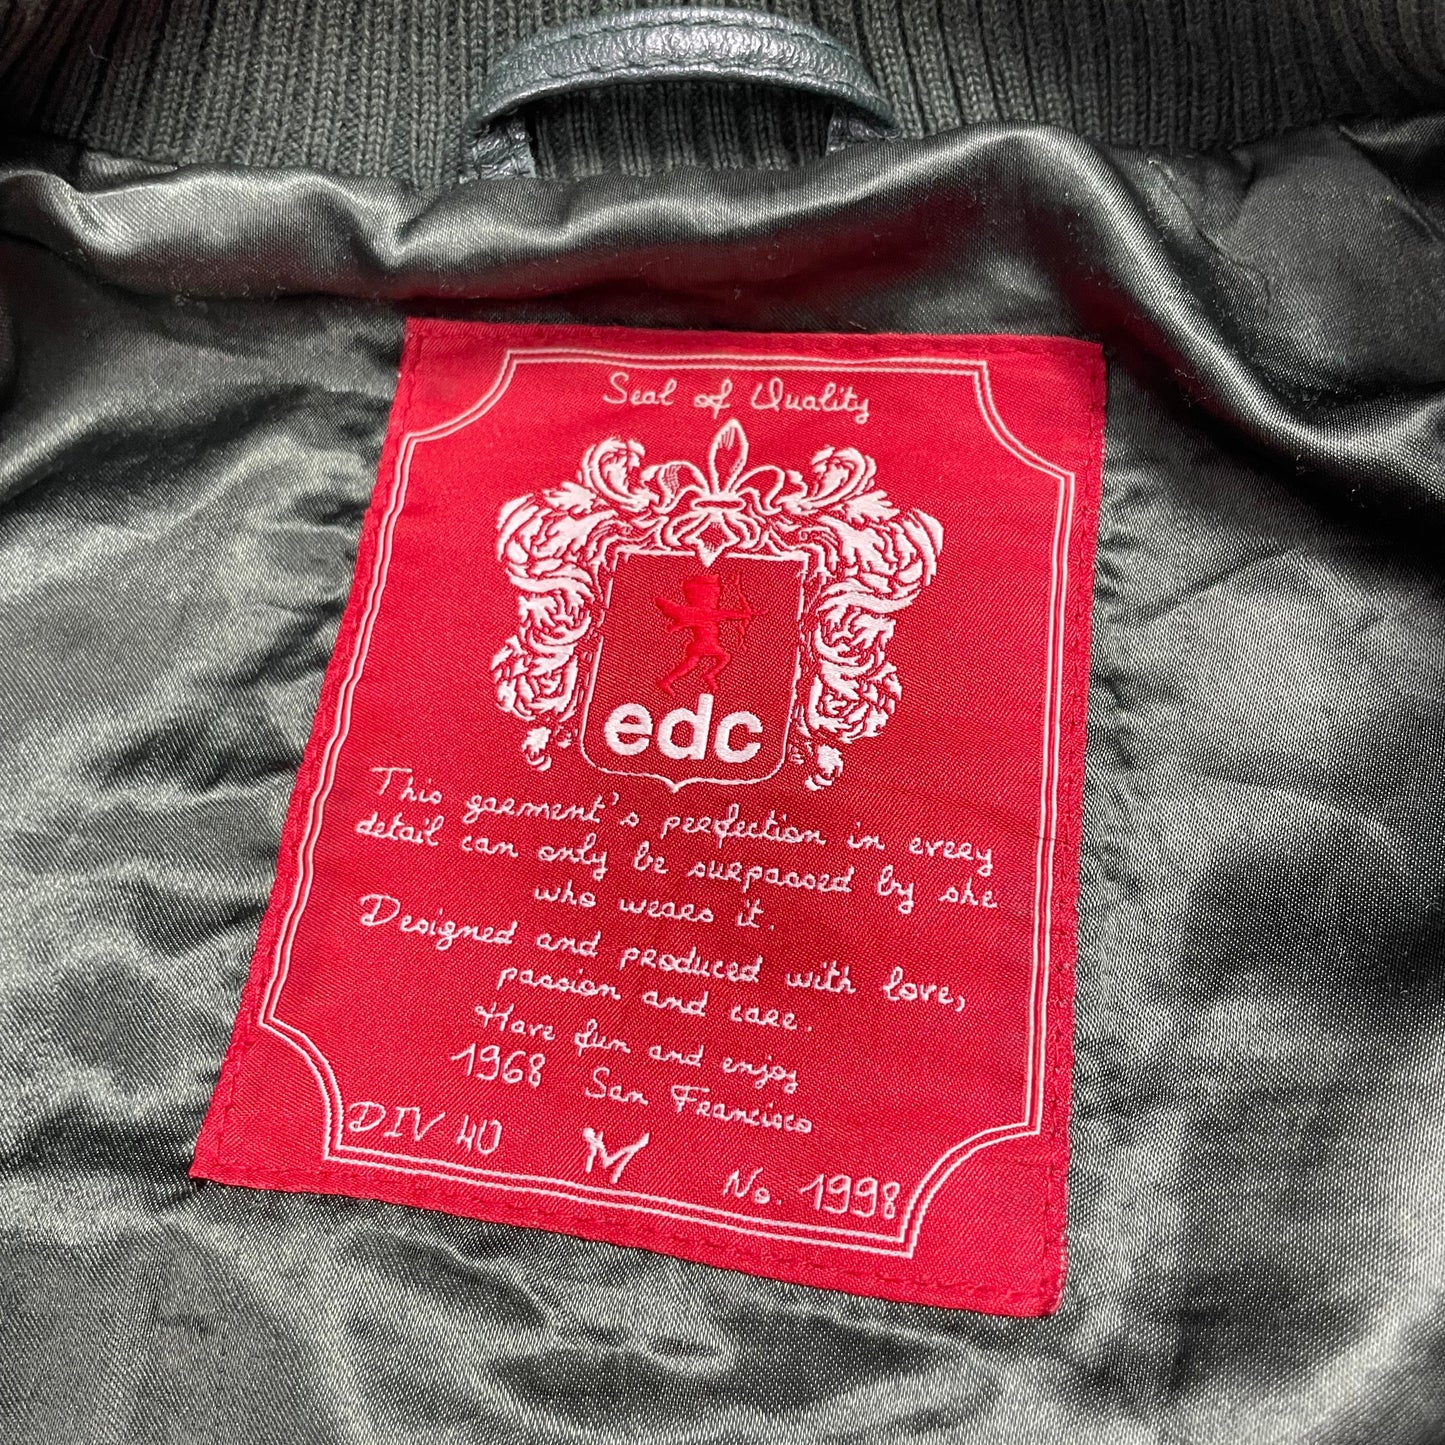 Seal of Quality
edc
This garment's perfection in every
detail can only be surpassed by she
who wears it.
Designed and produced with love,
passion and care.
Have fun and enjoy
1968 San Francisco
DIV 40 M No. 1998